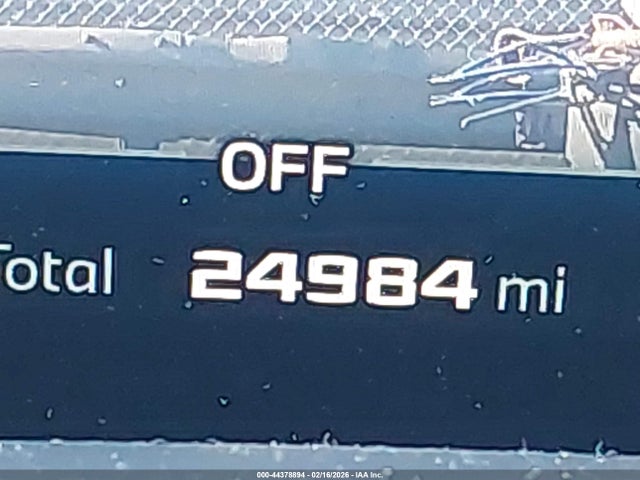 OFF
Total 24984 mi
000-44378894 - 02/16/2026 - IAA Inc.